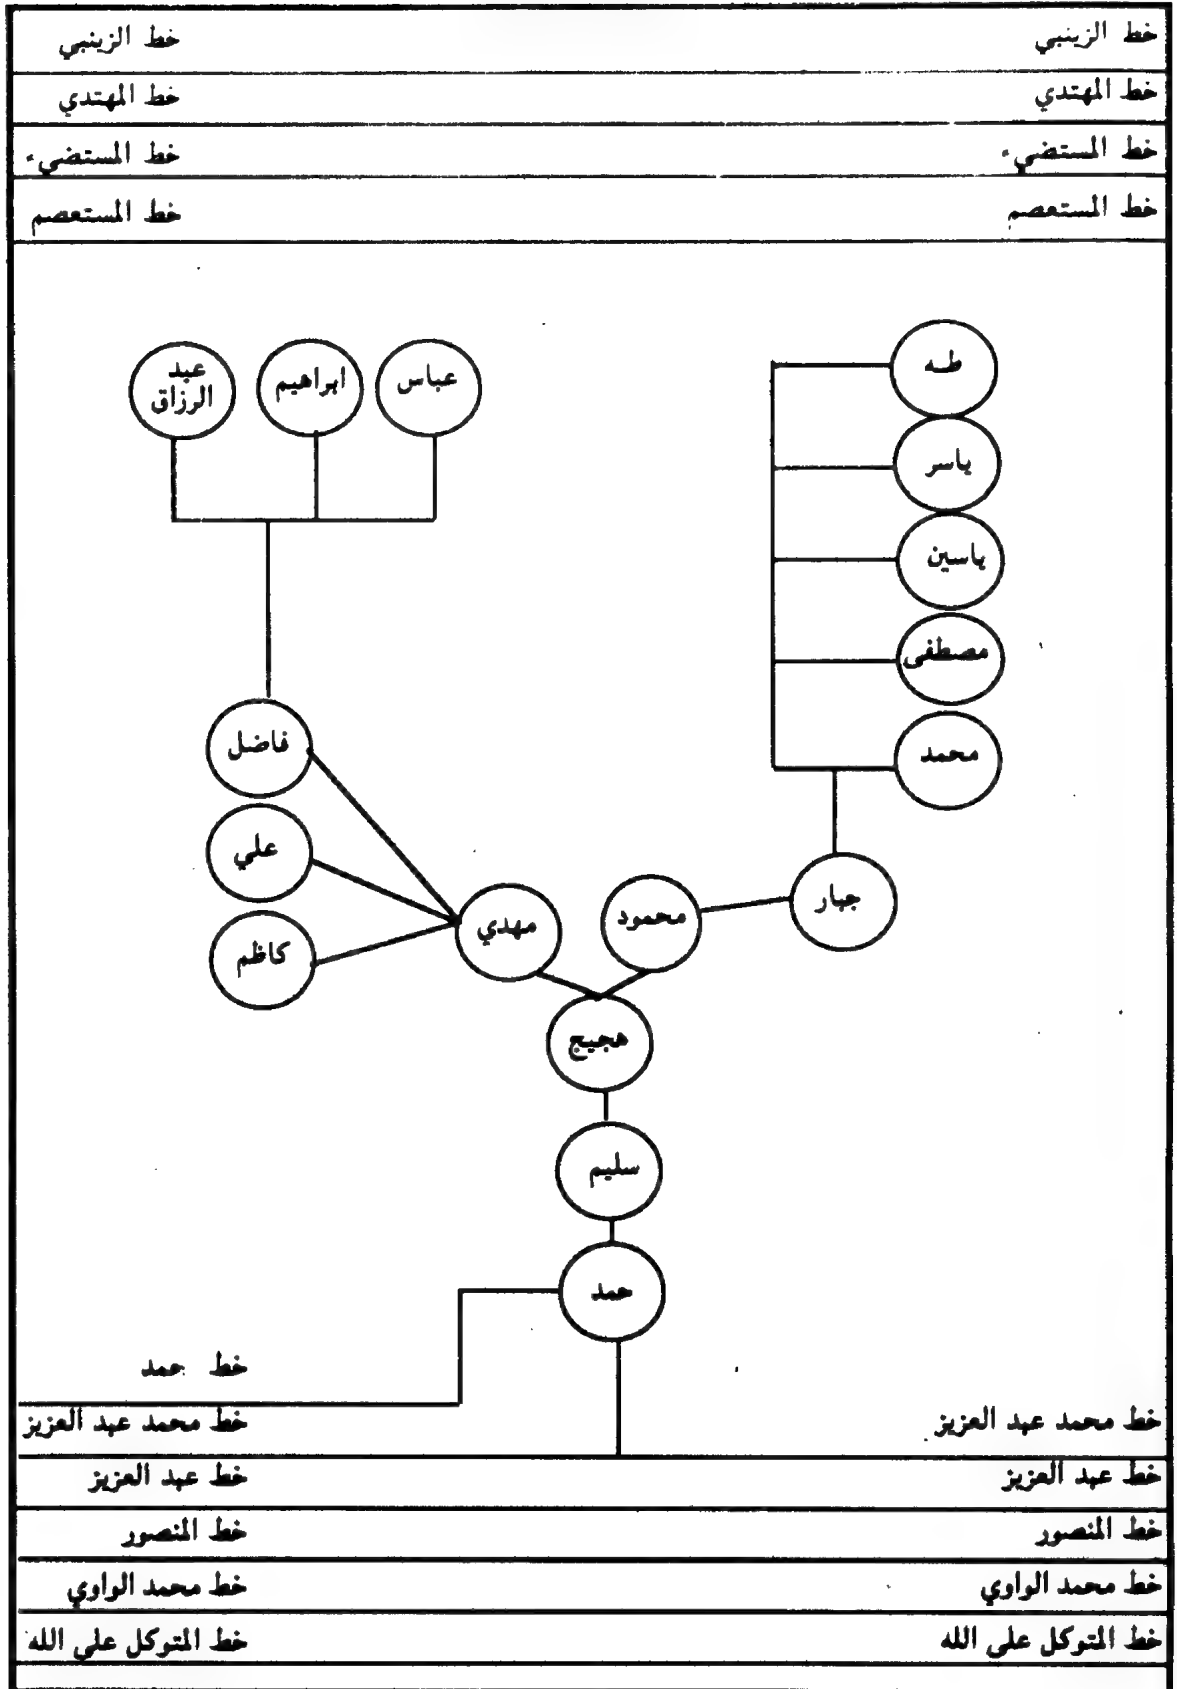 خط الزينبي
خط الزينبي
خط المهتدي
خط المهتدي
خط المستضيء
خط المستضيء
خط المستعصم
خط المستعصم
طه
عباس
ابراهيم
عبد
الرزاق
ياسر
ياسين
مصطفى
محمد
فاضل
علي
جبار
محمود
مهدي
كاظم
هجيج
سليم
حمد
خط حمد
خط محمد عبد العزيز
خط محمد عبد العزيز
خط عبد العزيز
خط عبد العزيز
خط المنصور
خط المنصور
خط محمد الواوي
خط محمد الواوي
خط المتوكل على الله
خط المتوكل على الله